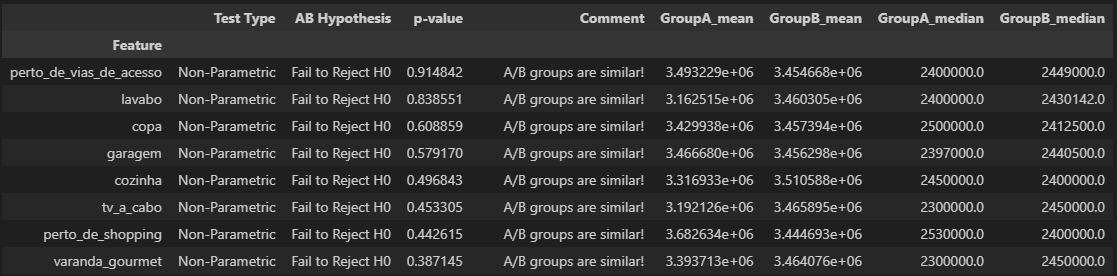 Test Type AB Hypothesis p-value Comment GroupA_mean GroupB_mean GroupA_median GroupB_median
Feature
perto_de_vias_de_acesso Non-Parametric Fail to Reject H0 0.914842 A/B groups are similar! 3.493229e+06 3.454668e+06 2400000.0 2449000.0
lavabo Non-Parametric Fail to Reject H0 0.838551 A/B groups are similar! 3.162515e+06 3.460305e+06 2400000.0 2430142.0
copa Non-Parametric Fail to Reject H0 0.608859 A/B groups are similar! 3.429938e+06 3.457394e+06 2500000.0 2412500.0
garagem Non-Parametric Fail to Reject H0 0.579170 A/B groups are similar! 3.466680e+06 3.456298e+06 2397000.0 2440500.0
cozinha Non-Parametric Fail to Reject H0 0.496843 A/B groups are similar! 3.316933e+06 3.510588e+06 2450000.0 2400000.0
tv_a_cabo Non-Parametric Fail to Reject H0 0.453305 A/B groups are similar! 3.192126e+06 3.465895e+06 2300000.0 2450000.0
perto_de_shopping Non-Parametric Fail to Reject H0 0.442615 A/B groups are similar! 3.682634e+06 3.444693e+06 2530000.0 2400000.0
varanda_gourmet Non-Parametric Fail to Reject H0 0.387145 A/B groups are similar! 3.393713e+06 3.464076e+06 2300000.0 2450000.0